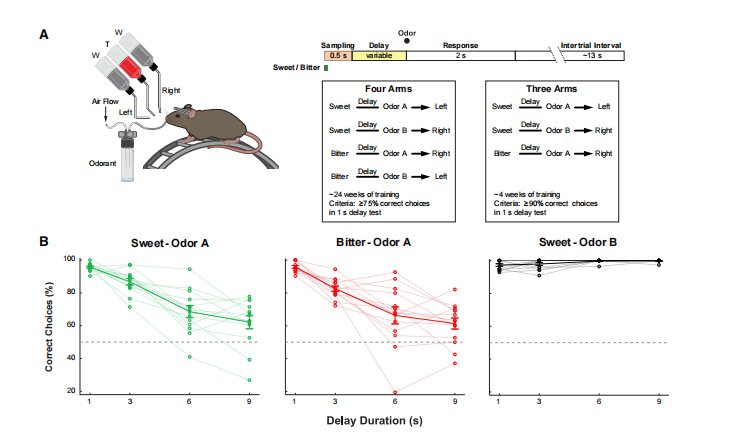 A
W
T
W
Air Flow
Left
Right
Odorant
Odor
Sampling Delay Response Intertrial Interval
0.5 s variable 2 s ~13 s
Sweet / Bitter
Four Arms
Sweet Delay Odor A Left
Sweet Delay Odor B Right
Bitter Delay Odor A Right
Bitter Delay Odor B Left
~24 weeks of training
Criteria: ≥75% correct choices
in 1 s delay test
Three Arms
Sweet Delay Odor A Left
Sweet Delay Odor B Right
Bitter Delay Odor A Right
~4 weeks of training
Criteria: ≥90% correct choices
in 1 s delay test
B
Sweet - Odor A
Bitter - Odor A
Sweet - Odor B
Correct Choices (%)
100
80
60
40
20
1 3 6 9
1 3 6 9
1 3 6 9
Delay Duration (s)